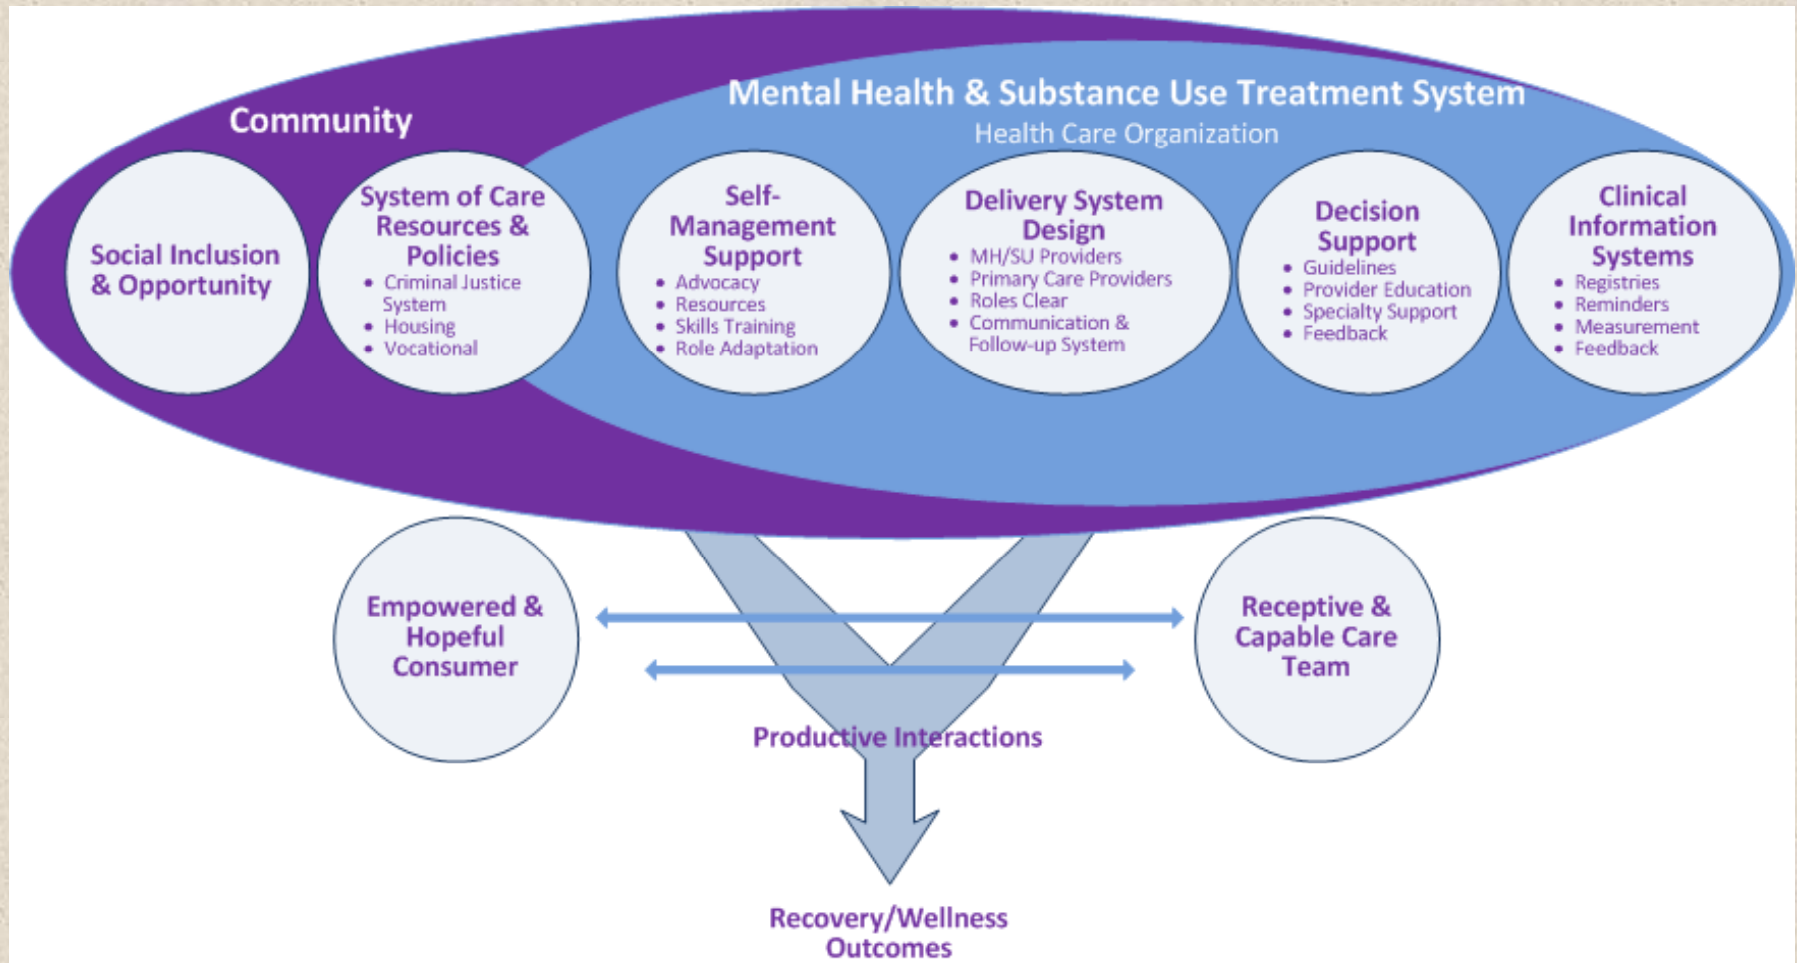 Mental Health & Substance Use Treatment System
Community
Health Care Organization
Social Inclusion
& Opportunity
System of Care
Resources &
Policies
• Criminal Justice
System
• Housing
• Vocational
Self-
Management
Support
• Advocacy
• Resources
• Skills Training
• Role Adaptation
Delivery System
Design
• MH/SU Providers
• Primary Care Providers
• Roles Clear
• Communication &
Follow-up System
Decision
Support
• Guidelines
• Provider Education
• Specialty Support
• Feedback
Clinical
Information
Systems
• Registries
• Reminders
• Measurement
• Feedback
Empowered &
Hopeful
Consumer
Receptive &
Capable Care
Team
Productive Interactions
Recovery/Wellness
Outcomes